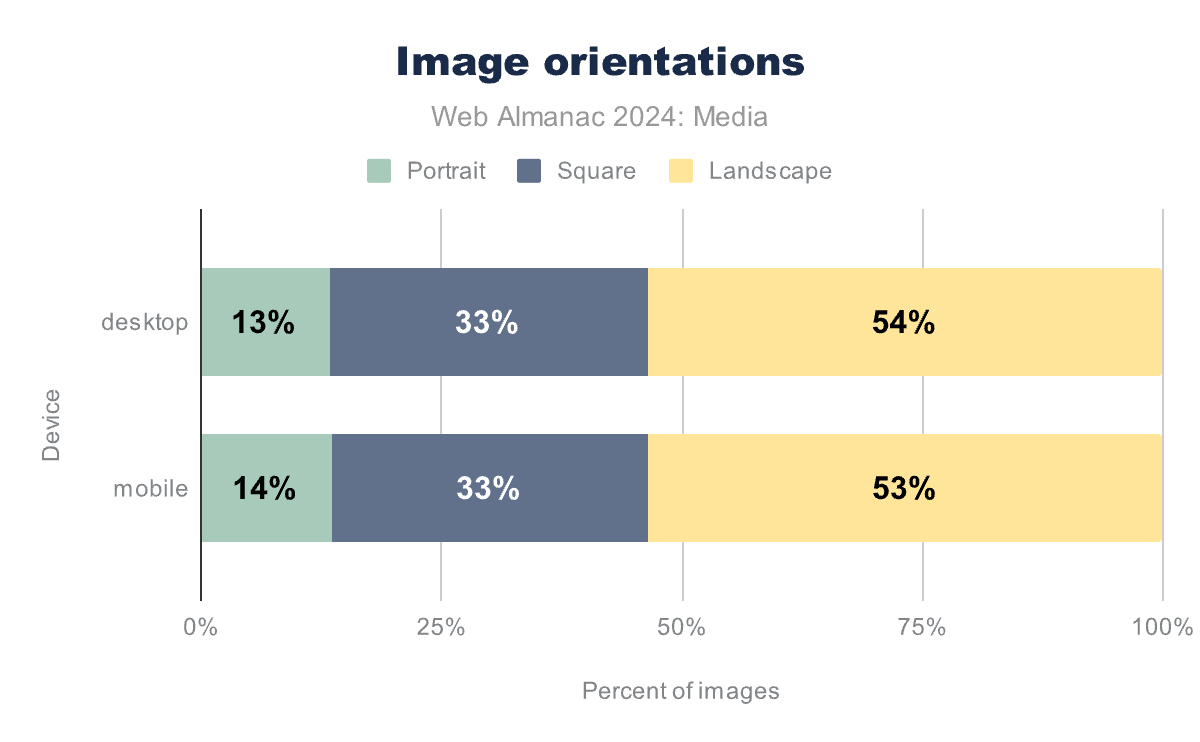 Image orientations
Web Almanac 2024: Media
Portrait Square Landscape
desktop 13% 33% 54%
Device
mobile 14% 33% 53%
0% 25% 50% 75% 100%
Percent of images